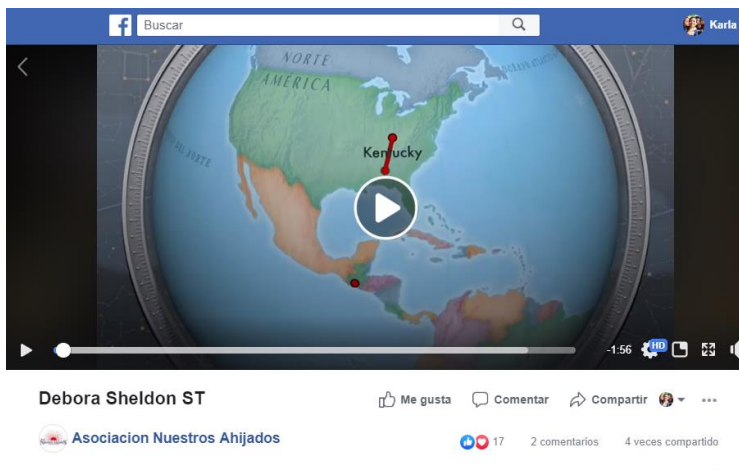 f Buscar Karla
NORTE
AMÉRICA
Kentucky
-1:56 HD
Debora Sheldon ST
Me gusta Comentar Compartir
Asociacion Nuestros Ahijados
17 2 comentarios 4 veces compartido